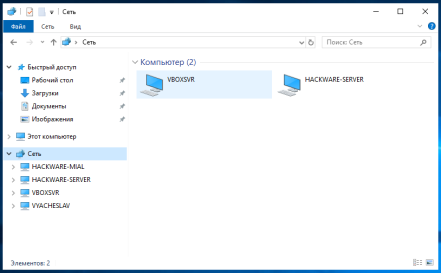 Сеть
Файл Сеть Вид
Сеть
Поиск: Сеть
Быстрый доступ
Рабочий стол
Загрузки
Документы
Изображения
Этот компьютер
Сеть
HACKWARE-MIAL
HACKWARE-SERVER
VBOXSVR
VYACHESLAV
Компьютер (2)
VBOXSVR HACKWARE-SERVER
Элементов: 2